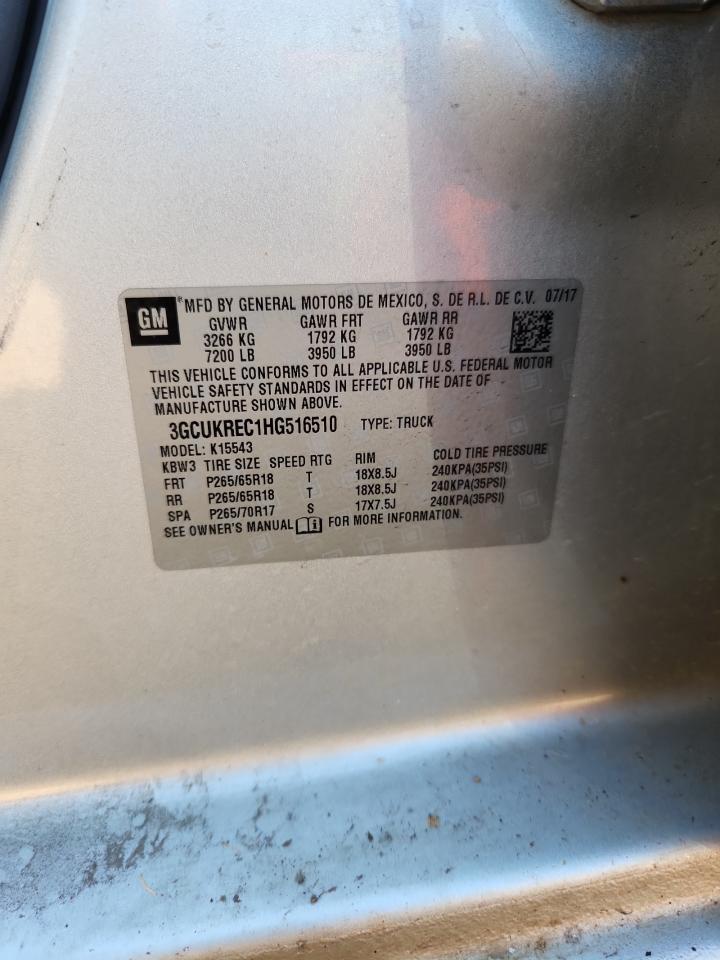 GM
®MFD BY GENERAL MOTORS DE MEXICO, S. DE R.L. DE C.V. 07/17
GVWR GAWR FRT GAWR RR
3266 KG 1792 KG 1792 KG
7200 LB 3950 LB 3950 LB
THIS VEHICLE CONFORMS TO ALL APPLICABLE U.S. FEDERAL MOTOR
VEHICLE SAFETY STANDARDS IN EFFECT ON THE DATE OF
MANUFACTURE SHOWN ABOVE.
3GCUKREC1HG516510 TYPE: TRUCK
MODEL: K15543
KBW3 TIRE SIZE SPEED RTG RIM COLD TIRE PRESSURE
FRT P265/65R18 T 18X8.5J 240KPA(35PSI)
RR P265/65R18 T 18X8.5J 240KPA(35PSI)
SPA P265/70R17 S 17X7.5J 240KPA(35PSI)
SEE OWNER'S MANUAL i FOR MORE INFORMATION.